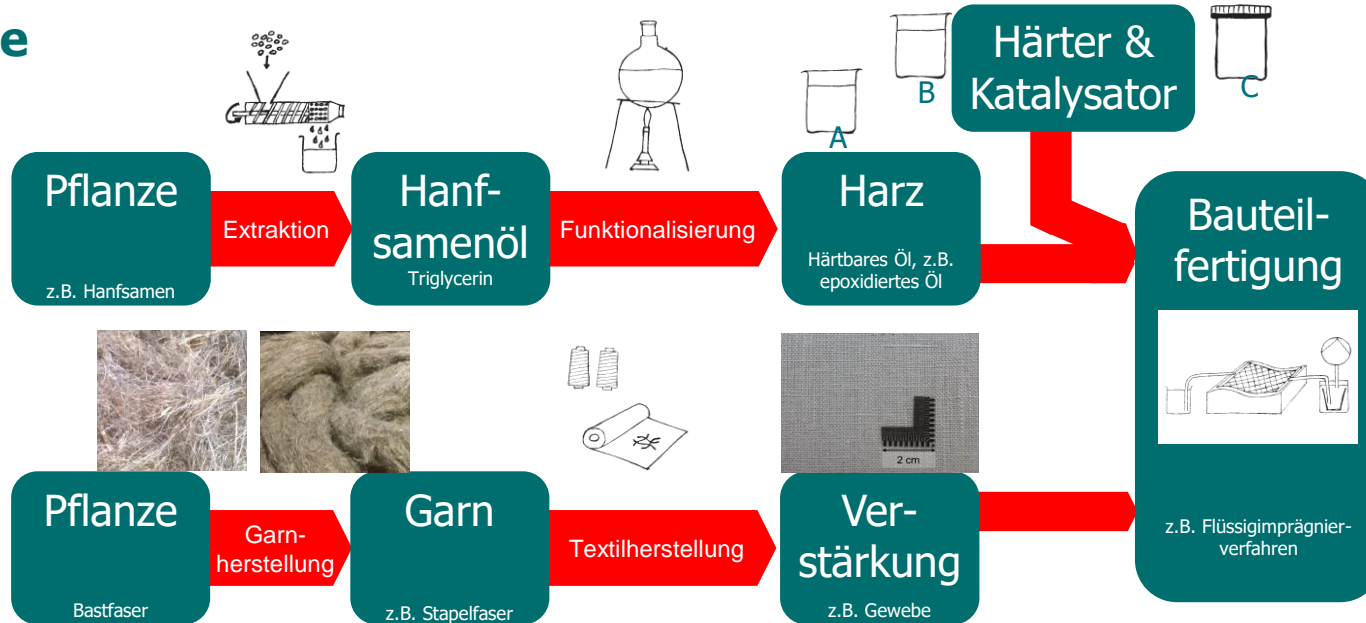 e
B
Härter &
Katalysator
C
A
Pflanze
z.B. Hanfsamen
Extraktion
Hanf-
samenöl
Triglycerin
Funktionalisierung
Harz
Härtbares Öl, z.B.
epoxidiertes Öl
Bauteil-
fertigung
z.B. Flüssigimprägnier-
verfahren
2 cm
Pflanze
Bastfaser
Garn-
herstellung
Garn
z.B. Stapelfaser
Textilherstellung
Ver-
stärkung
z.B. Gewebe